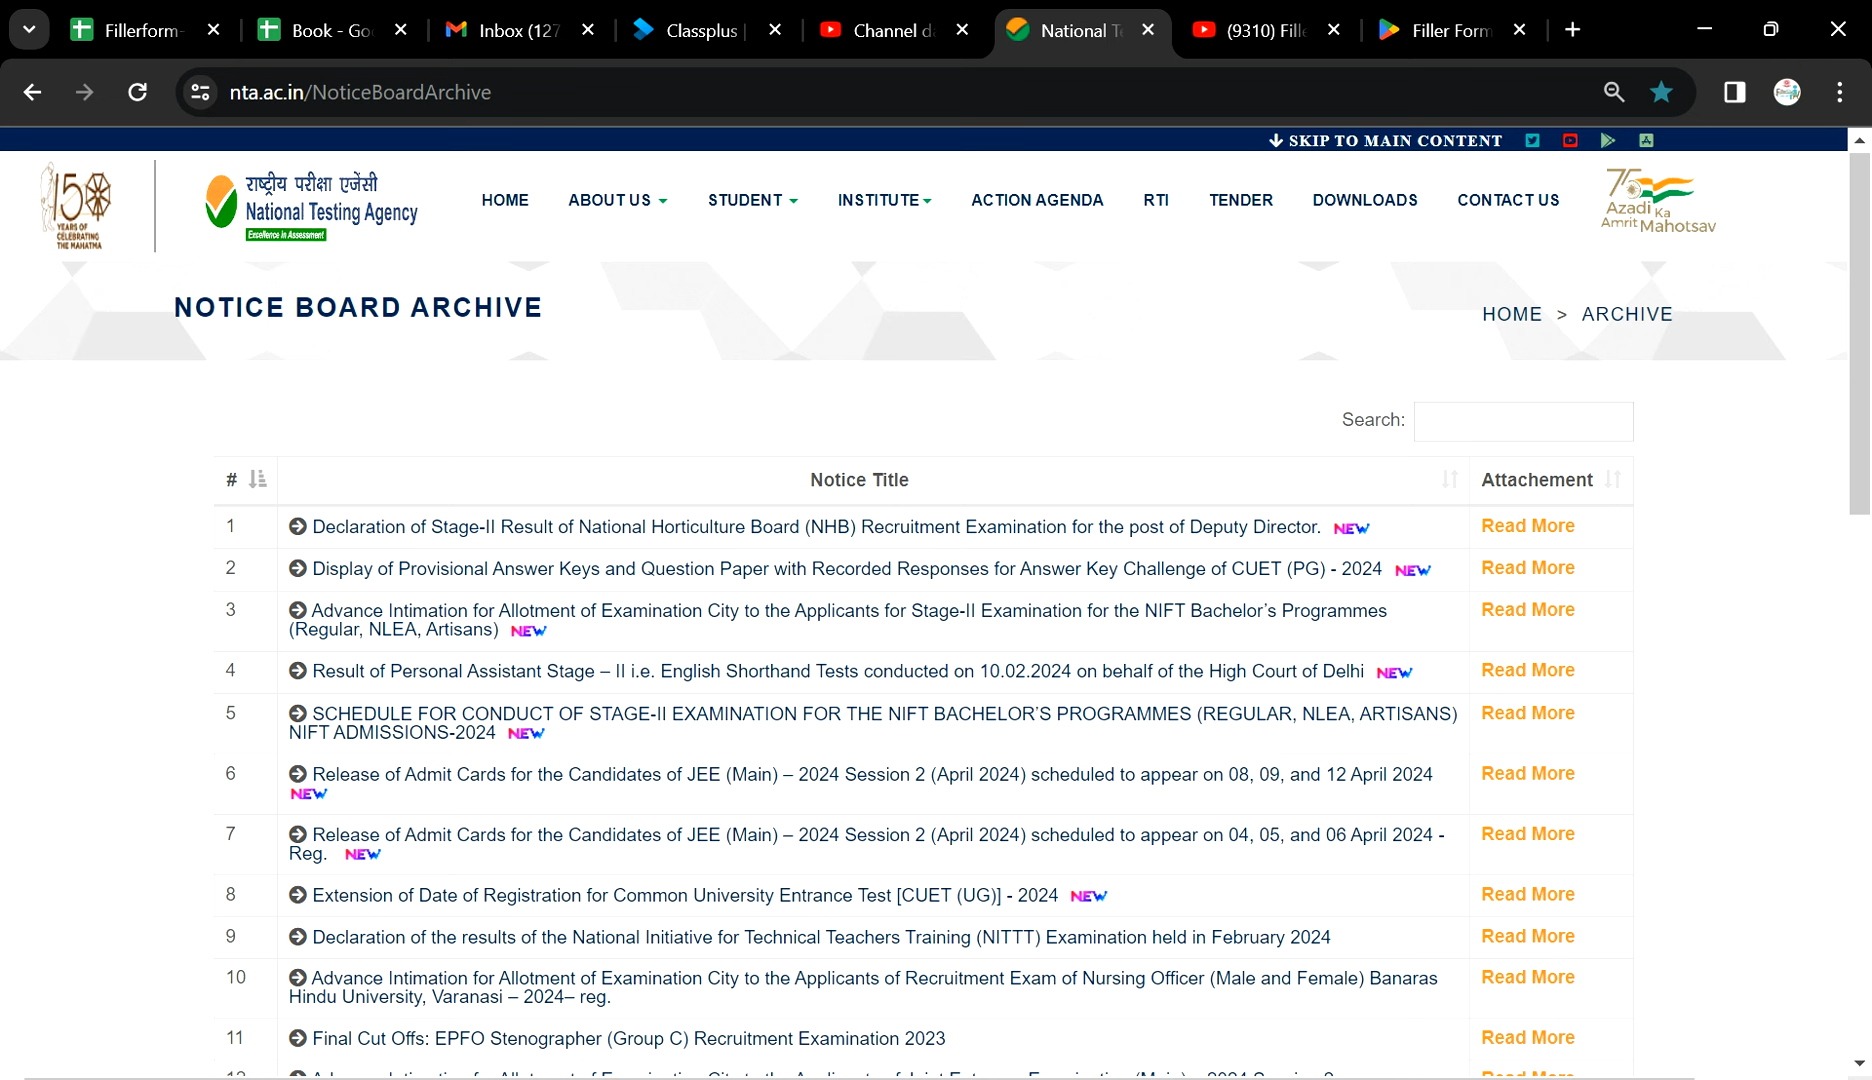 Fillerform-
Book - Go
Inbox (127
Classplus |
Channel d
National Te
(9310) Fille
Filler Form
nta.ac.in/NoticeBoardArchive
SKIP TO MAIN CONTENT
150
YEARS OF
CELEBRATING
THE MAHATMA
राष्ट्रीय परीक्षा एजेंसी
National Testing Agency
Excellence in Assessment
HOME ABOUT US STUDENT INSTITUTE ACTION AGENDA RTI TENDER DOWNLOADS CONTACT US
75
Azadi Ka
Amrit Mahotsav
NOTICE BOARD ARCHIVE
HOME > ARCHIVE
Search:
# Notice Title Attachement
1 Declaration of Stage-II Result of National Horticulture Board (NHB) Recruitment Examination for the post of Deputy Director. NEW Read More
2 Display of Provisional Answer Keys and Question Paper with Recorded Responses for Answer Key Challenge of CUET (PG) - 2024 NEW Read More
3 Advance Intimation for Allotment of Examination City to the Applicants for Stage-II Examination for the NIFT Bachelor's Programmes Read More
(Regular, NLEA, Artisans) NEW
4 Result of Personal Assistant Stage – II i.e. English Shorthand Tests conducted on 10.02.2024 on behalf of the High Court of Delhi NEW Read More
5 SCHEDULE FOR CONDUCT OF STAGE-II EXAMINATION FOR THE NIFT BACHELOR'S PROGRAMMES (REGULAR, NLEA, ARTISANS) Read More
NIFT ADMISSIONS-2024 NEW
6 Release of Admit Cards for the Candidates of JEE (Main) – 2024 Session 2 (April 2024) scheduled to appear on 08, 09, and 12 April 2024 Read More
NEW
7 Release of Admit Cards for the Candidates of JEE (Main) – 2024 Session 2 (April 2024) scheduled to appear on 04, 05, and 06 April 2024 - Read More
Reg. NEW
8 Extension of Date of Registration for Common University Entrance Test [CUET (UG)] - 2024 NEW Read More
9 Declaration of the results of the National Initiative for Technical Teachers Training (NITTT) Examination held in February 2024 Read More
10 Advance Intimation for Allotment of Examination City to the Applicants of Recruitment Exam of Nursing Officer (Male and Female) Banaras Read More
Hindu University, Varanasi – 2024– reg.
11 Final Cut Offs: EPFO Stenographer (Group C) Recruitment Examination 2023 Read More